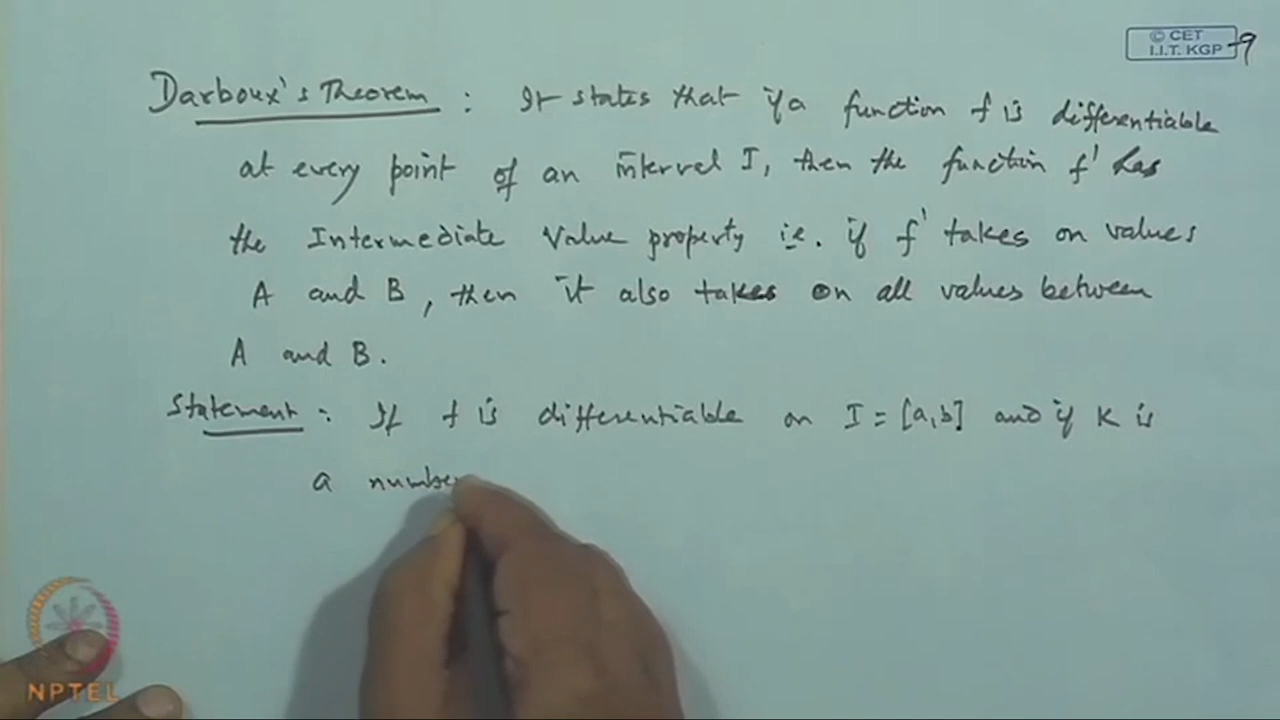 © CET
I.I.T. KGP -9
Darboux's Theorem : It states that if a function f is differentiable
at every point of an interval I, then the function f' has
the Intermediate Value property i.e. if f' takes on values
A and B, then it also takes on all values between
A and B.
Statement : If f is differentiable on I = [a,b] and if K is
a number
NPTEL